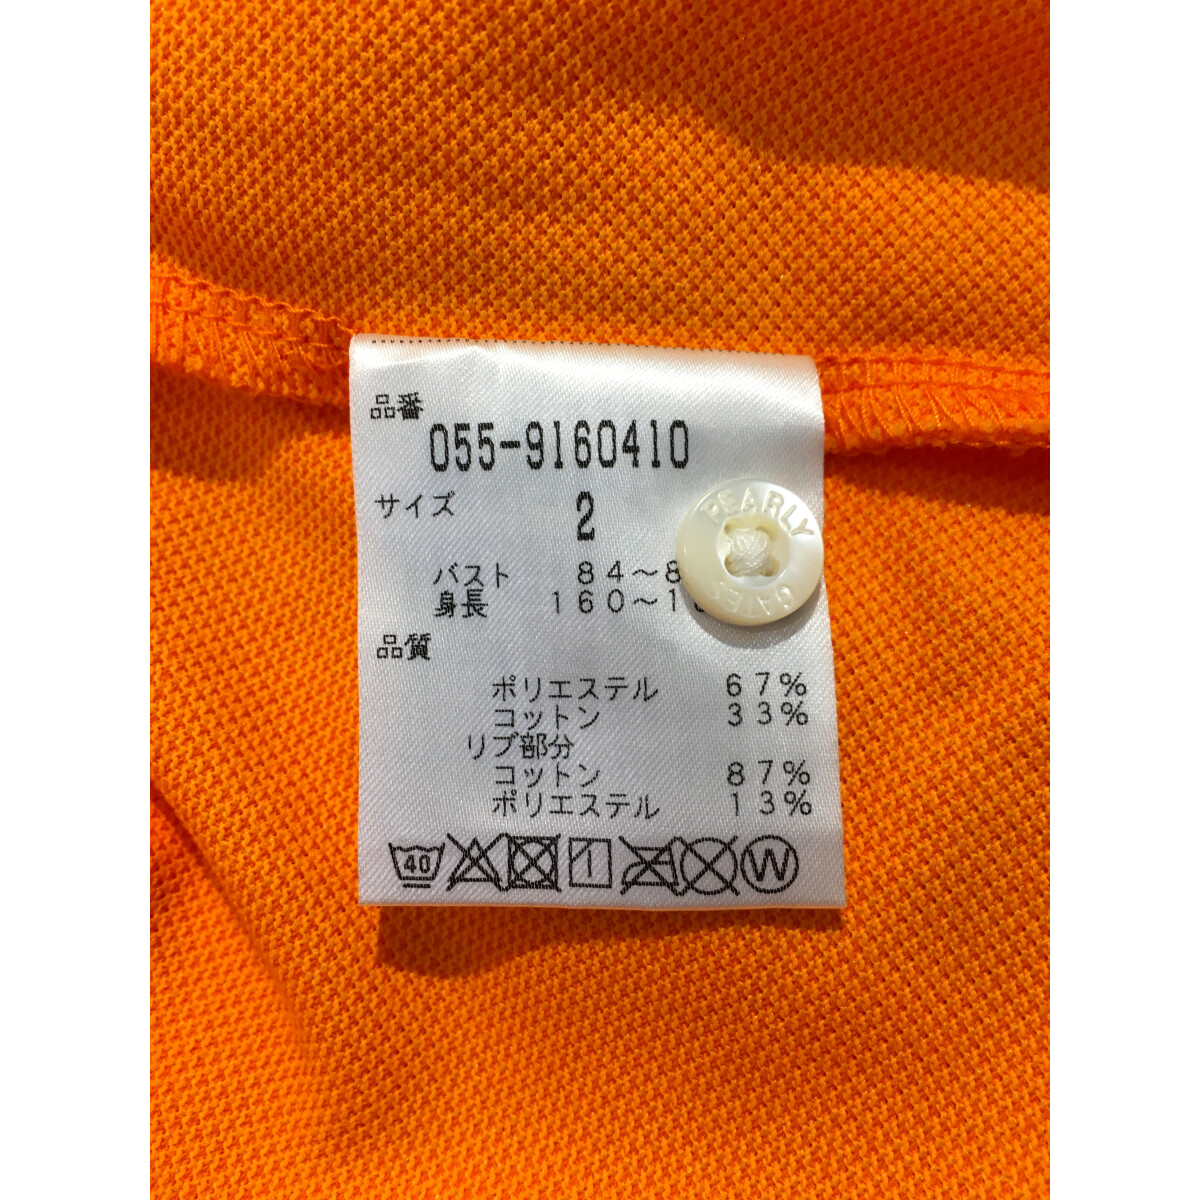 品番
055-9160410
サイズ 2
バスト 84～8
身長 160～1
品質
ポリエステル 67%
コットン 33%
リブ部分
コットン 87%
ポリエステル 13%
40 W
PEARLY
GATES